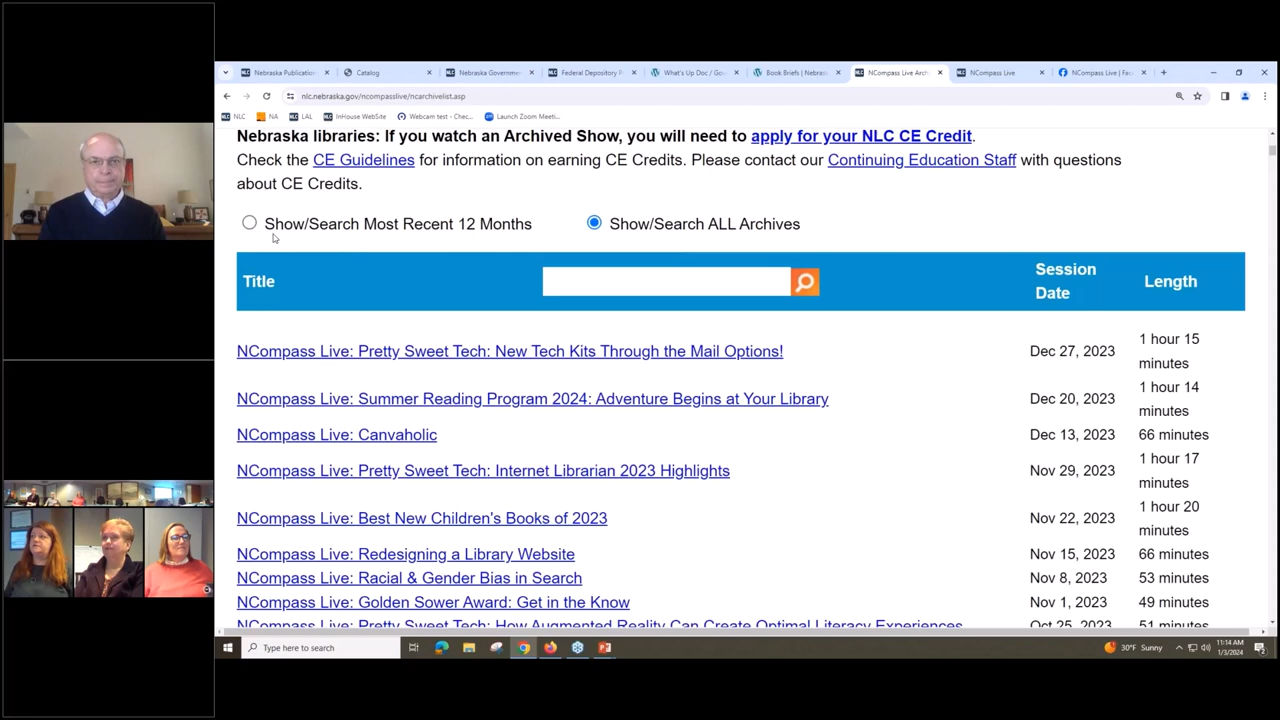 Nebraska Publication
Catalog
Nebraska Governme
Federal Depository P
What's Up Doc / Gov
Book Briefs | Nebras
NCompass Live Arch
NCompass Live
NCompass Live | Fac
nlc.nebraska.gov/ncompasslive/ncarchivelist.asp
NLC NA LAL InHouse WebSite Webcam test - Chec... Launch Zoom Meeti...
Nebraska libraries: If you watch an Archived Show, you will need to apply for your NLC CE Credit.
Check the CE Guidelines for information on earning CE Credits. Please contact our Continuing Education Staff with questions
about CE Credits.
Show/Search Most Recent 12 Months Show/Search ALL Archives
Title Session Date Length
NCompass Live: Pretty Sweet Tech: New Tech Kits Through the Mail Options! Dec 27, 2023 1 hour 15 minutes
NCompass Live: Summer Reading Program 2024: Adventure Begins at Your Library Dec 20, 2023 1 hour 14 minutes
NCompass Live: Canvaholic Dec 13, 2023 66 minutes
NCompass Live: Pretty Sweet Tech: Internet Librarian 2023 Highlights Nov 29, 2023 1 hour 17 minutes
NCompass Live: Best New Children's Books of 2023 Nov 22, 2023 1 hour 20 minutes
NCompass Live: Redesigning a Library Website Nov 15, 2023 66 minutes
NCompass Live: Racial & Gender Bias in Search Nov 8, 2023 53 minutes
NCompass Live: Golden Sower Award: Get in the Know Nov 1, 2023 49 minutes
NCompass Live: Pretty Sweet Tech: How Augmented Reality Can Create Optimal Literacy Experiences Oct 25, 2023 51 minutes
Type here to search
30°F Sunny
11:14 AM
1/3/2024